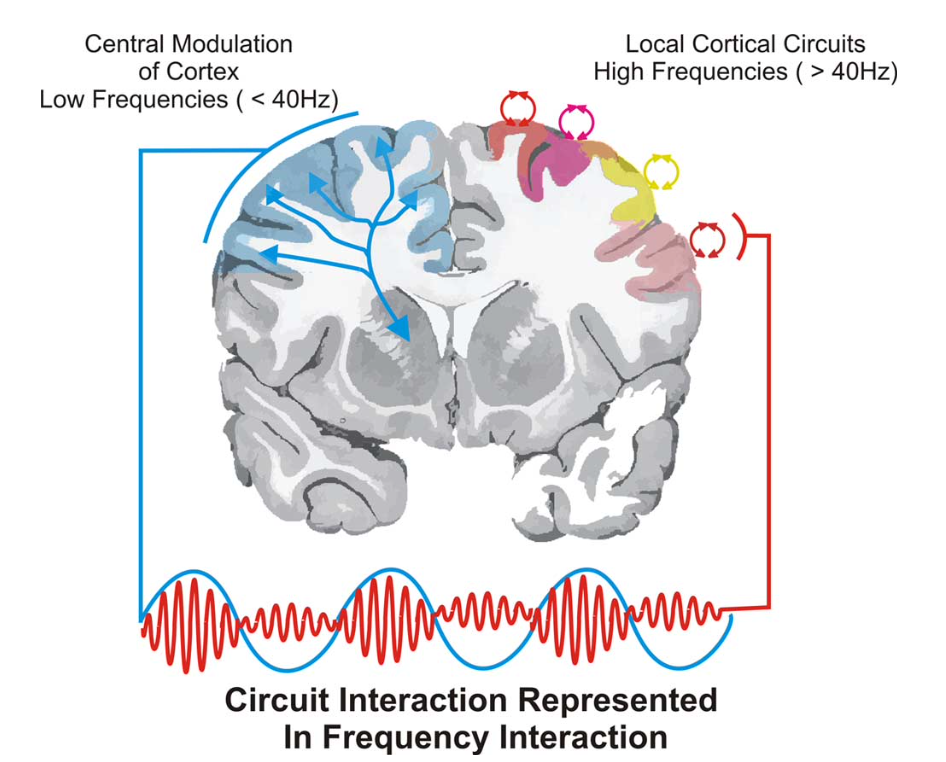 Central Modulation
of Cortex
Low Frequencies ( < 40Hz)
Local Cortical Circuits
High Frequencies ( > 40Hz)
Circuit Interaction Represented
In Frequency Interaction